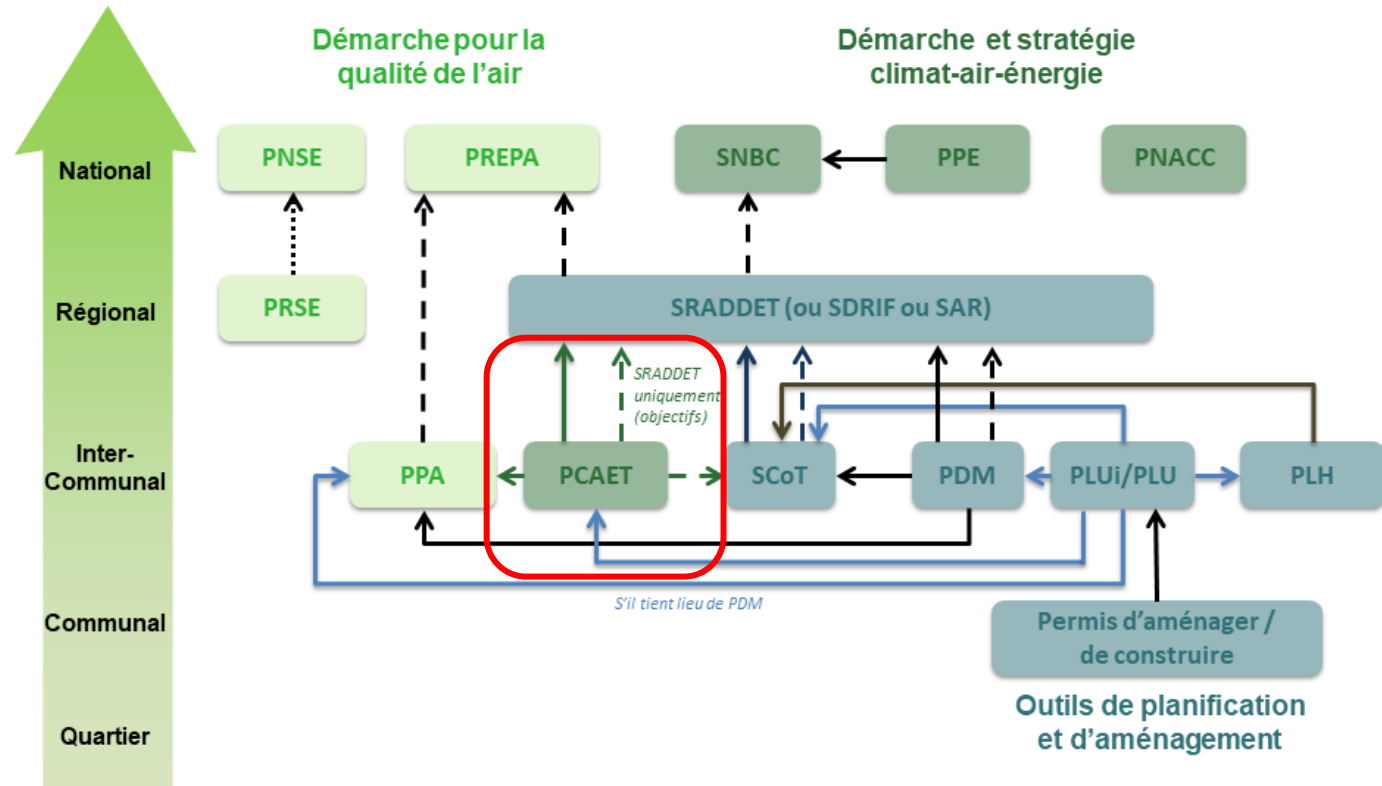 Démarche pour la
qualité de l'air
Démarche et stratégie
climat-air-énergie
National
PNSE
PREPA
SNBC
PPE
PNACC
Régional
PRSE
SRADDET (ou SDRIF ou SAR)
SRADDET
uniquement
(objectifs)
Inter-
Communal
PPA
PCAET
SCoT
PDM
PLUi/PLU
PLH
S'il tient lieu de PDM
Communal
Permis d'aménager /
de construire
Outils de planification
et d'aménagement
Quartier